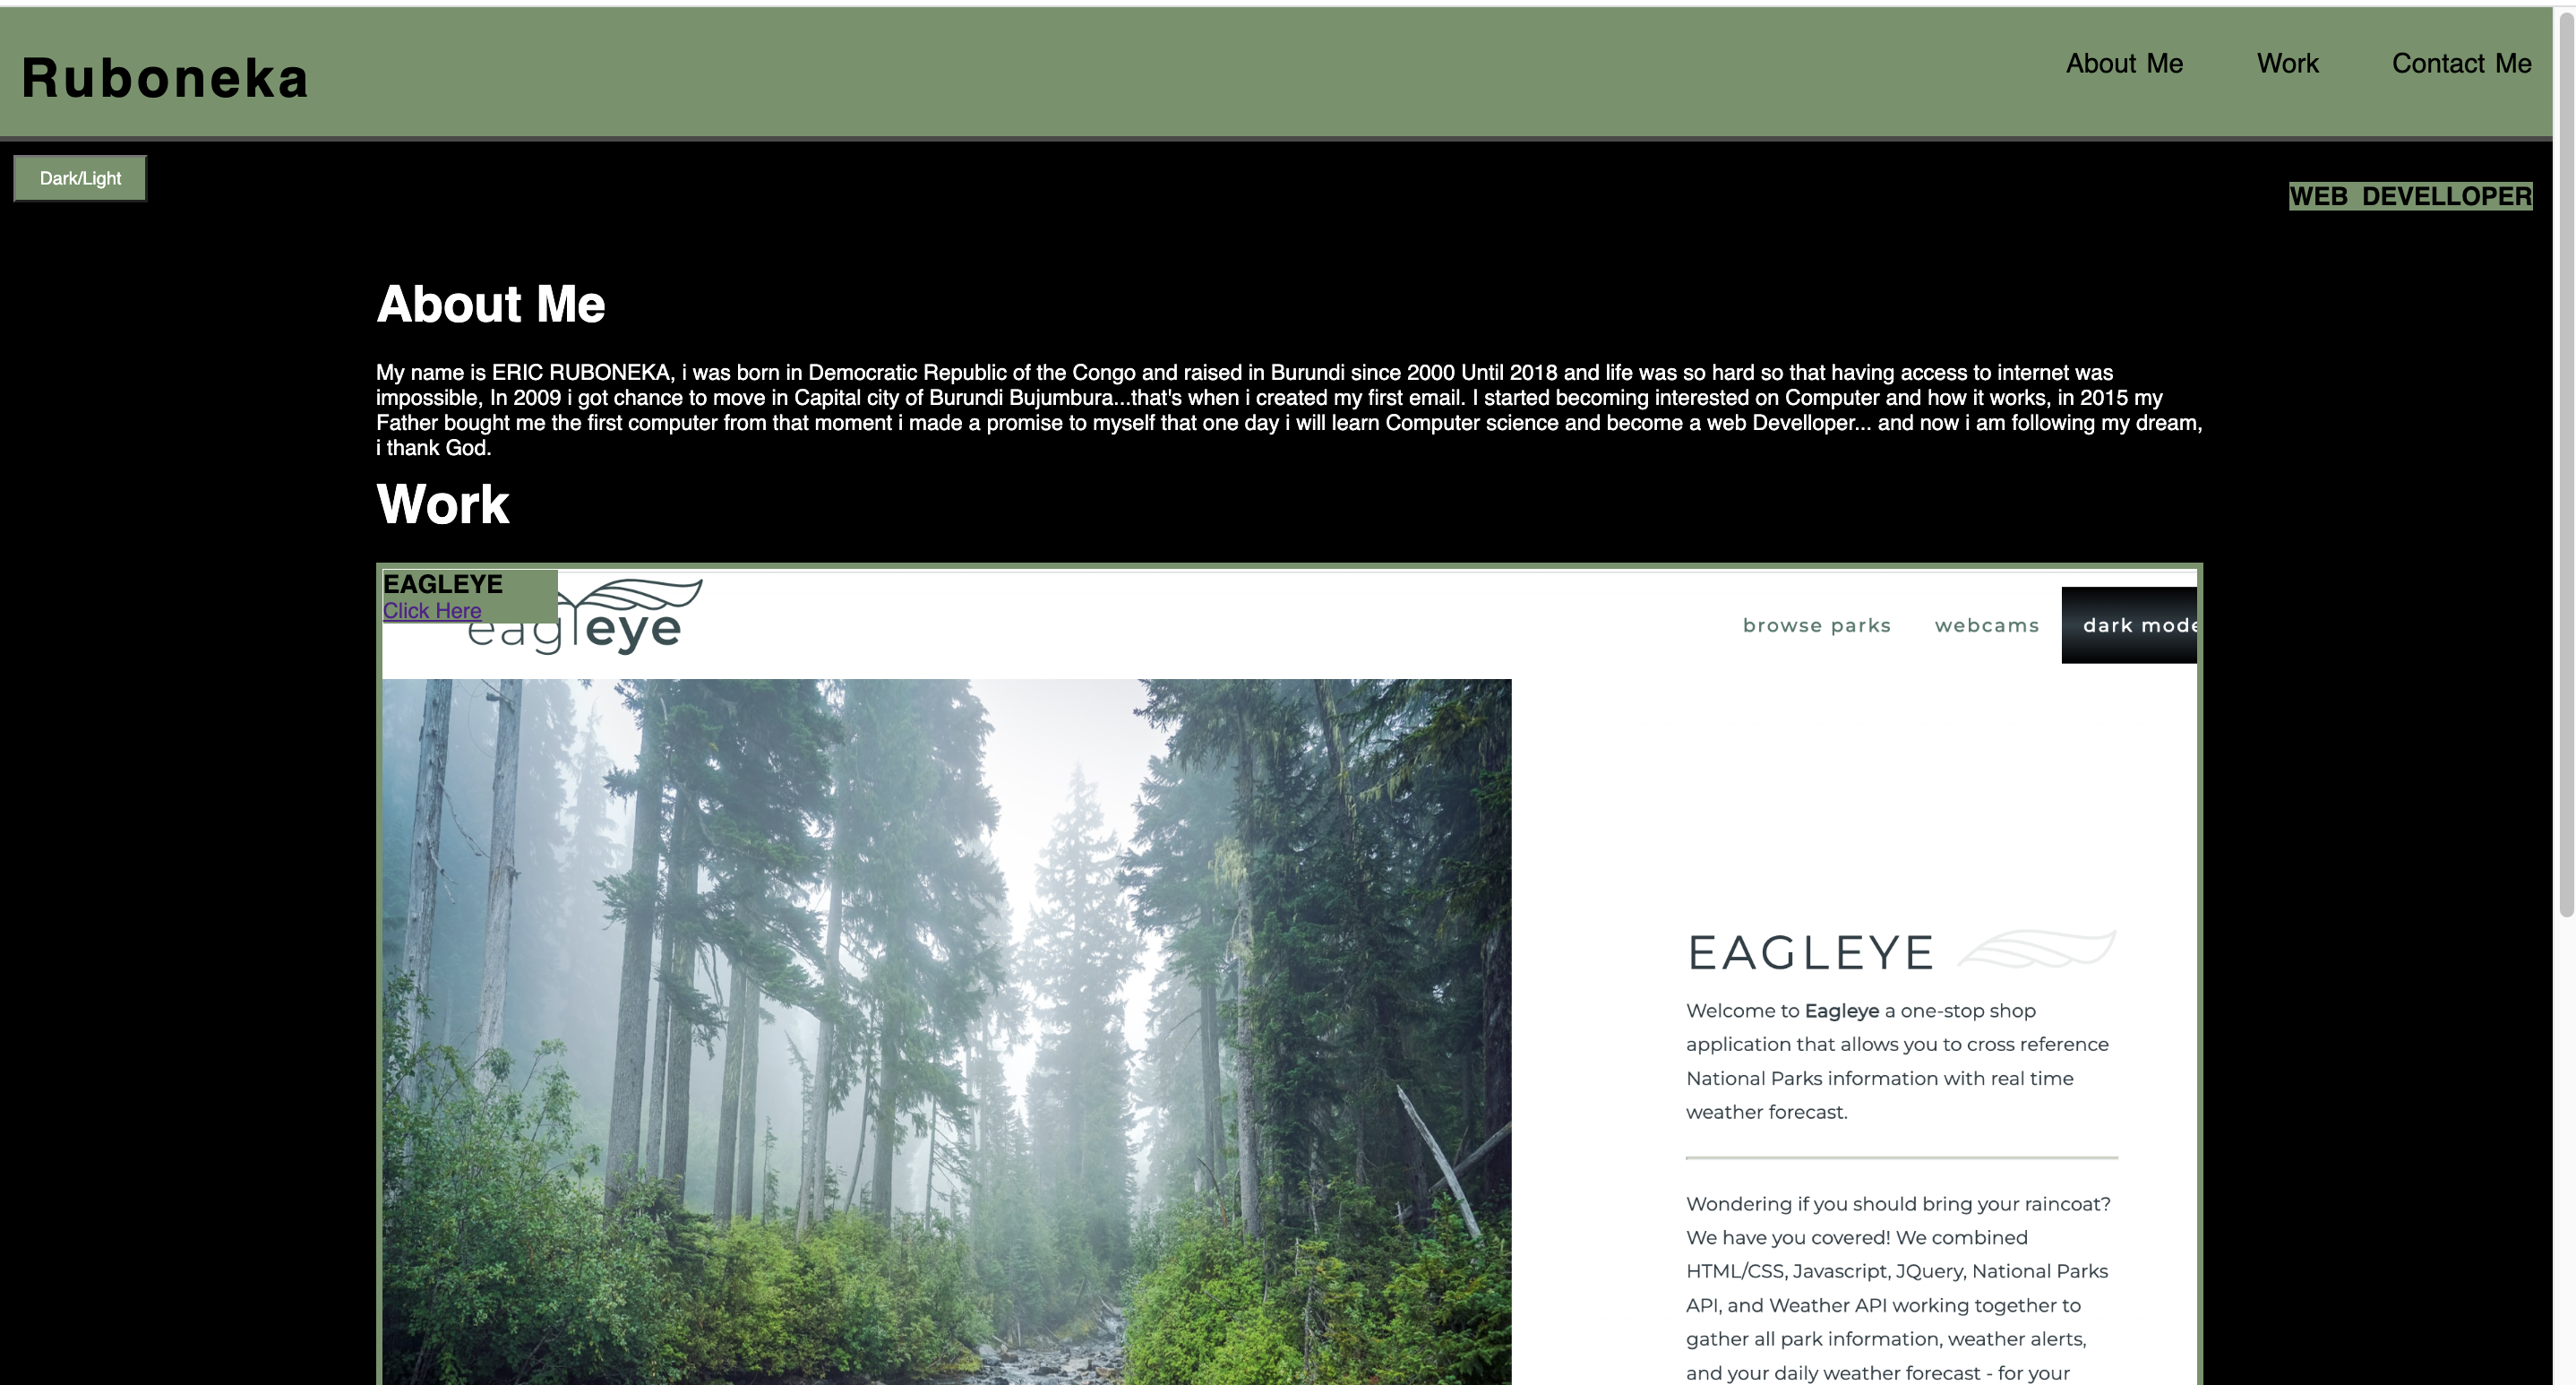 Ruboneka
About Me Work Contact Me
Dark/Light
WEB DEVELLOPER
About Me
My name is ERIC RUBONEKA, i was born in Democratic Republic of the Congo and raised in Burundi since 2000 Until 2018 and life was so hard so that having access to internet was
impossible, In 2009 i got chance to move in Capital city of Burundi Bujumbura...that's when i created my first email. I started becoming interested on Computer and how it works, in 2015 my
Father bought me the first computer from that moment i made a promise to myself that one day i will learn Computer science and become a web Develloper... and now i am following my dream,
i thank God.
Work
EAGLEYE
Click Here
eagleye
browse parks webcams dark mode
EAGLEYE
Welcome to Eagleye a one-stop shop
application that allows you to cross reference
National Parks information with real time
weather forecast.
Wondering if you should bring your raincoat?
We have you covered! We combined
HTML/CSS, Javascript, JQuery, National Parks
API, and Weather API working together to
gather all park information, weather alerts,
and your daily weather forecast - for your